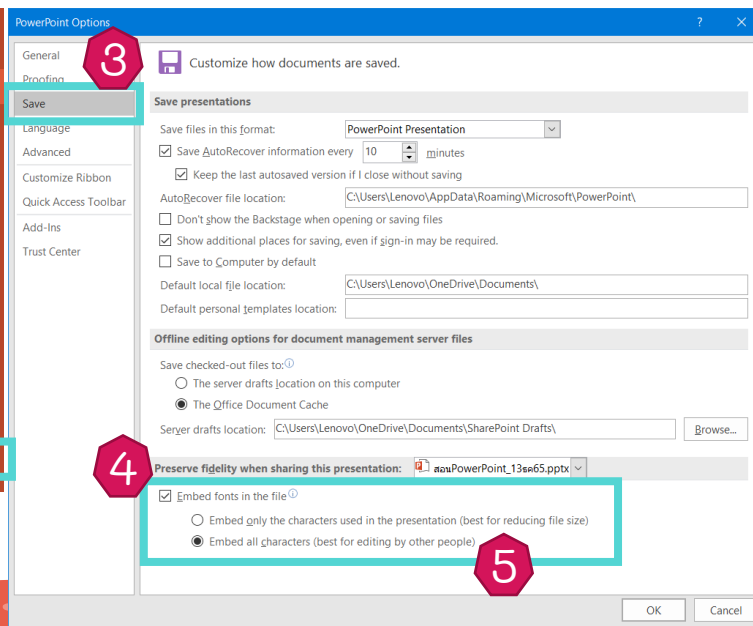 PowerPoint Options
?
General
3
Customize how documents are saved.
Proofing
Save
Save presentations
Language
Save files in this format:
PowerPoint Presentation
Advanced
Save AutoRecover information every 10 minutes
Customize Ribbon
Keep the last autosaved version if I close without saving
Quick Access Toolbar
AutoRecover file location:
C:\Users\Lenovo\AppData\Roaming\Microsoft\PowerPoint\
Add-Ins
Don't show the Backstage when opening or saving files
Trust Center
Show additional places for saving, even if sign-in may be required.
Save to Computer by default
Default local file location:
C:\Users\Lenovo\OneDrive\Documents\
Default personal templates location:
Offline editing options for document management server files
Save checked-out files to:
The server drafts location on this computer
The Office Document Cache
Server drafts location:
C:\Users\Lenovo\OneDrive\Documents\SharePoint Drafts\
Browse...
4
Preserve fidelity when sharing this presentation:
สอนPowerPoint_13ธค65.pptx
Embed fonts in the file
Embed only the characters used in the presentation (best for reducing file size)
Embed all characters (best for editing by other people)
5
OK
Cancel